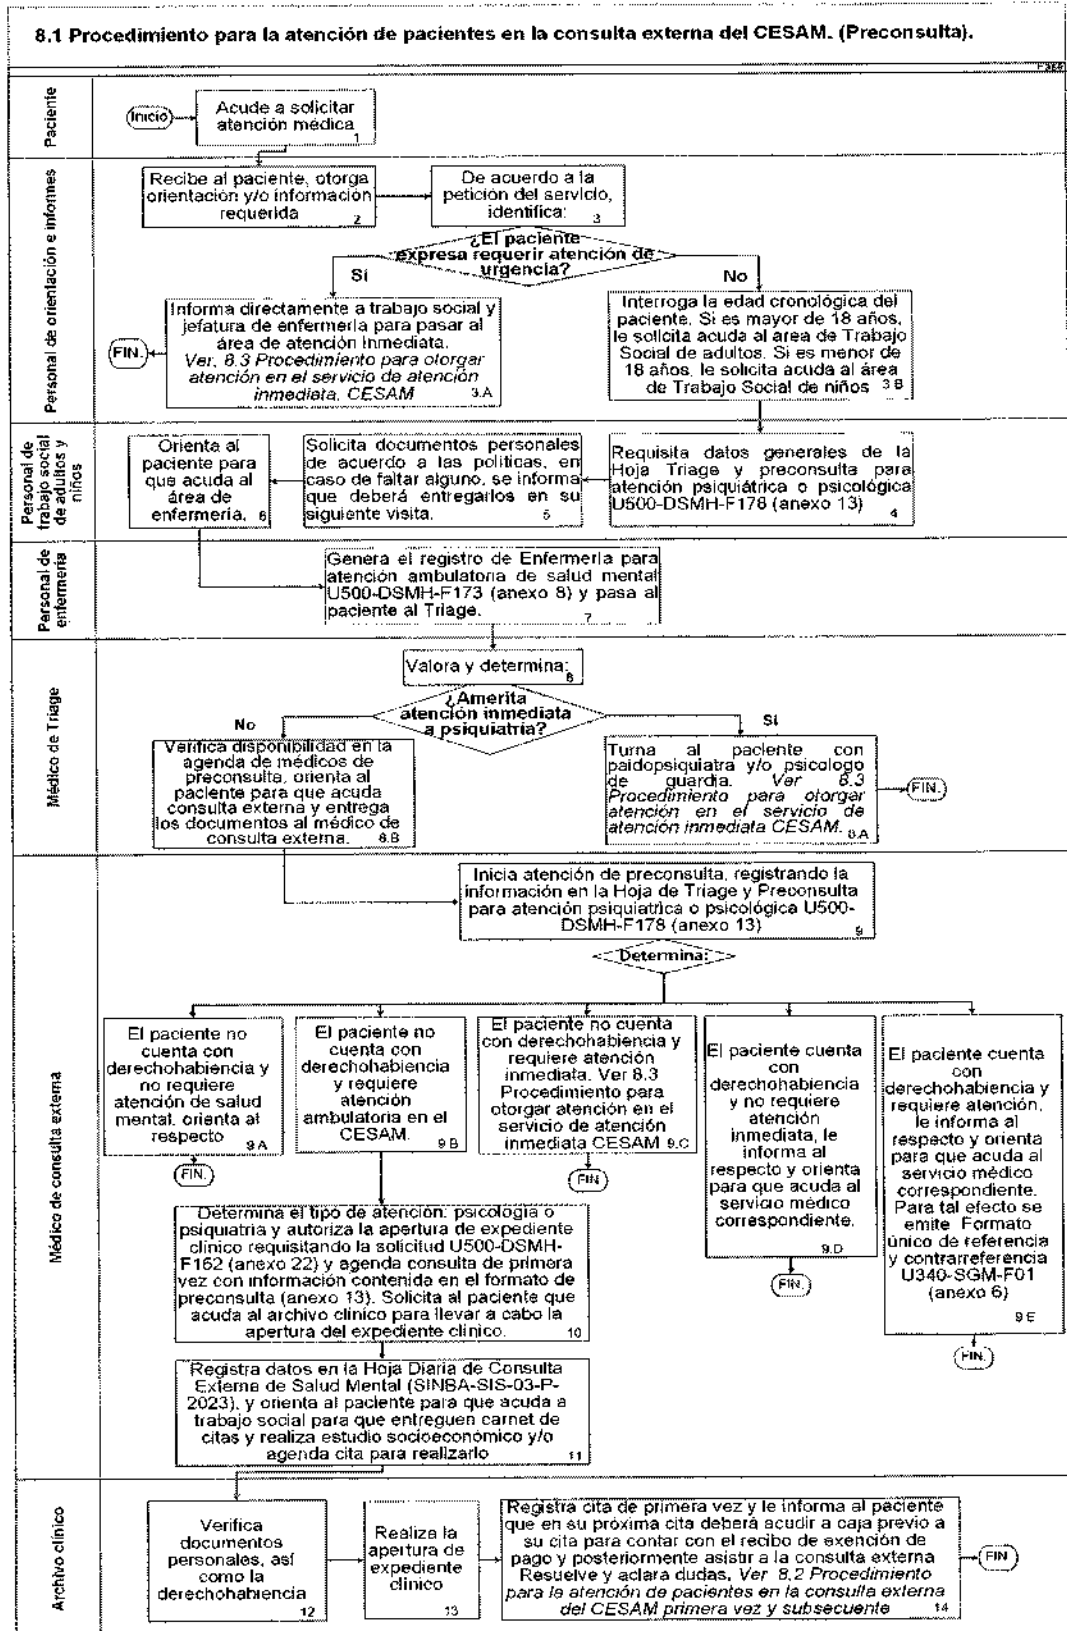 8.1 Procedimiento para la atención de pacientes en la consulta externa del CESAM. (Preconsulta).
Paciente
Inicio
Acude a solicitar
atención médica
1
Personal de orientación e informes
Recibe al paciente, otorga
orientación y/o información
requerida
2
De acuerdo a la
petición del servicio,
identifica:
3
¿El paciente
expresa requerir atención de
urgencia?
Sí
No
Informa directamente a trabajo social y
jefatura de enfermería para pasar al
área de atención inmediata.
Ver. 8.3 Procedimiento para otorgar
atención en el servicio de atención
inmediata, CESAM
3.A
FIN.
Interroga la edad cronológica del
paciente. Si es mayor de 18 años,
le solicita acuda al área de Trabajo
Social de adultos. Si es menor de
18 años, le solicita acuda al área
de Trabajo Social de niños
3 B
Personal de
trabajo social
de adultos y
niños
Orienta al
paciente para
que acuda al
área de
enfermería.
6
Solicita documentos personales
de acuerdo a las políticas, en
caso de faltar alguno, se informa
que deberá entregarlos en su
siguiente visita.
5
Requisita datos generales de la
Hoja Triage y preconsulta para
atención psiquiátrica o psicológica
U500-DSMH-F178 (anexo 13)
4
Personal de
enfermería
Genera el registro de Enfermería para
atención ambulatoria de salud mental
U500-DSMH-F173 (anexo 8) y pasa al
paciente al Triage.
7
Médico de Triage
Valora y determina:
8
¿Amerita
atención inmediata
a psiquiatría?
No
Sí
Verifica disponibilidad en la
agenda de médicos de
preconsulta, orienta al
paciente para que acuda
consulta externa y entrega
los documentos al médico de
consulta externa.
8.B
Turna al paciente con
paidopsiquiatra y/o psicologo
de guardia. Ver 8.3
Procedimiento para otorgar
atención en el servicio de
atención inmediata CESAM.
8.A
FIN.
Médico de consulta externa
Inicia atención de preconsulta, registrando la
información en la Hoja de Triage y Preconsulta
para atención psiquiatrica o psicológica U500-
DSMH-F178 (anexo 13)
9
Determina:
El paciente no
cuenta con
derechohabiencia y
no requiere
atención de salud
mental, orienta al
respecto
9 A
FIN.
El paciente no
cuenta con
derechohabiencia
y requiere
atención
ambulatoria en el
CESAM.
9 B
El paciente no cuenta
con derechohabiencia y
requiere atención
inmediata. Ver 8.3
Procedimiento para
otorgar atención en el
servicio de atención
inmediata CESAM
9.C
FIN
El paciente cuenta
con
derechohabiencia
y no requiere
atención
inmediata, le
informa al
respecto y orienta
para que acuda al
servicio médico
correspondiente.
9.D
FIN.
El paciente cuenta
con
derechohabiencia y
requiere atención,
le informa al
respecto y orienta
para que acuda al
servicio médico
correspondiente.
Para tal efecto se
emite Formato
único de referencia
y contrarreferencia
U340-SGM-F01
(anexo 6)
9 E
FIN.
Determina el tipo de atención: psicología o
psiquiatría y autoriza la apertura de expediente
clínico requisitando la solicitud U500-DSMH-
F162 (anexo 22) y agenda consulta de primera
vez con información contenida en el formato de
preconsulta (anexo 13). Solicita al paciente que
acuda al archivo clínico para llevar a cabo la
apertura del expediente clínico.
10
Registra datos en la Hoja Diaria de Consulta
Externa de Salud Mental (SINBA-SIS-03-P-
2023), y orienta al paciente para que acuda a
trabajo social para que entreguen carnet de
citas y realiza estudio socioeconómico y/o
agenda cita para realizarlo
11
Archivo clínico
Verifica
documentos
personales, así
como la
derechohabiencia
12
Realiza la
apertura de
expediente
clínico
13
Registra cita de primera vez y le informa al paciente
que en su próxima cita deberá acudir a caja previo a
su cita para contar con el recibo de exención de
pago y posteriormente asistir a la consulta externa
Resuelve y aclara dudas. Ver 8.2 Procedimiento
para la atención de pacientes en la consulta externa
del CESAM primera vez y subsecuente
14
FIN